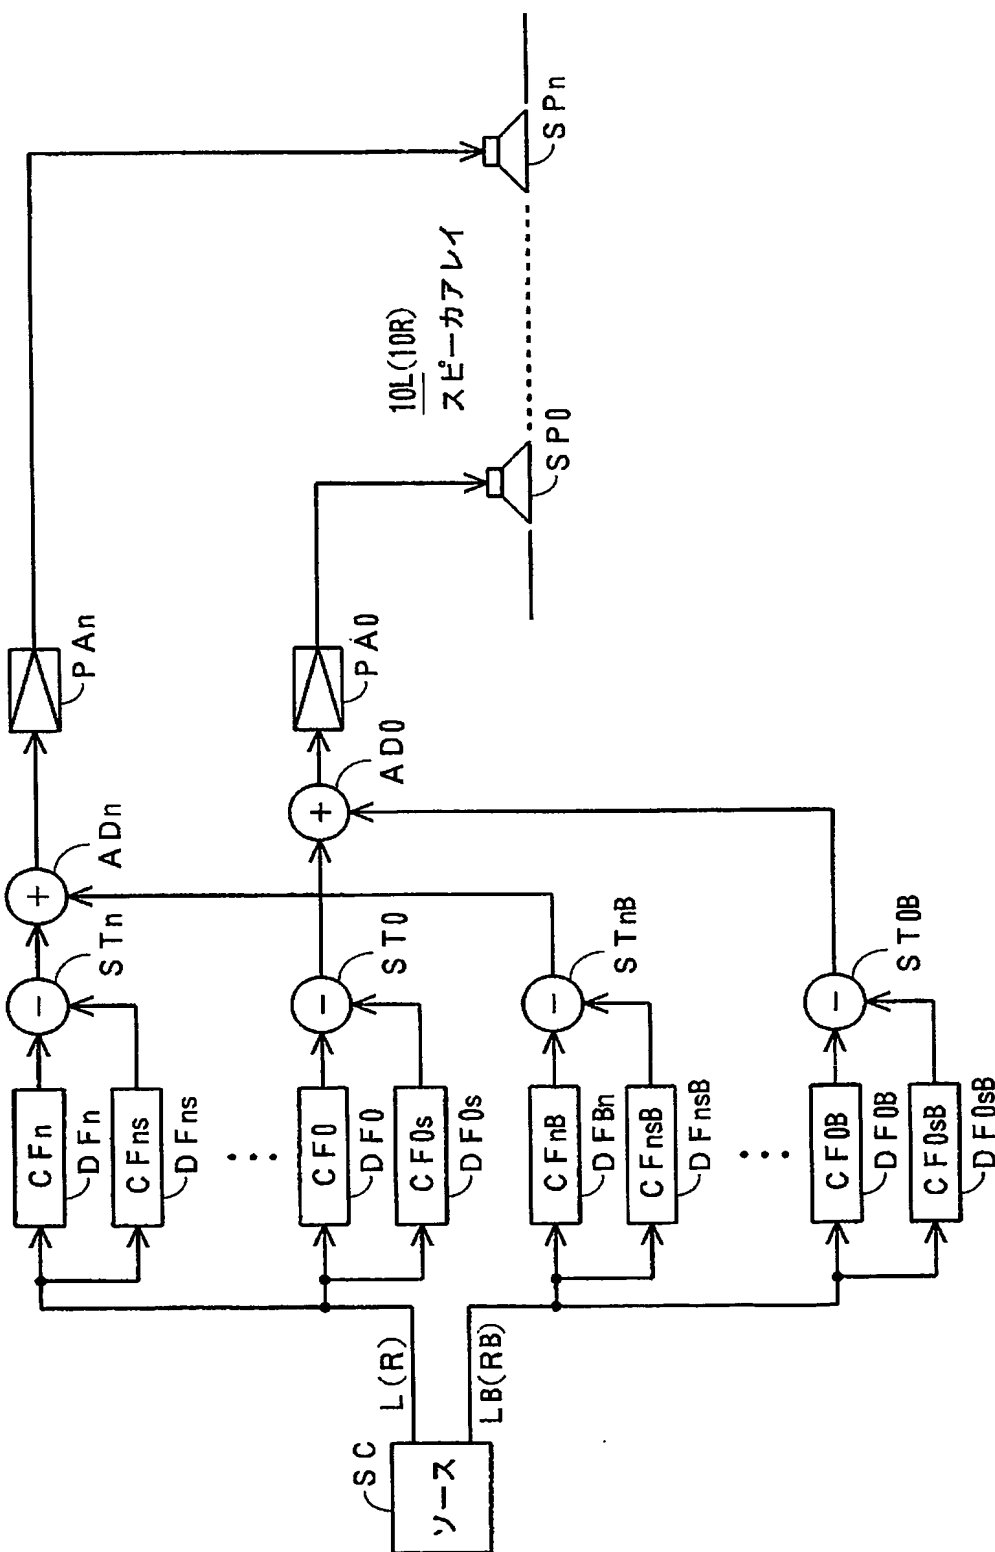 SC
ソース
L(R)
LB(RB)
CFn
DFn
CFns
DFns
CF0
DF0
CF0s
DF0s
CFnB
DFBn
CFnsB
DFnsB
CF0B
DF0B
CF0sB
DF0sB
−
STn
−
ST0
−
STnB
−
ST0B
+
ADn
+
AD0
PAn
PA0
10L(10R)
スピーカアレイ
SP0
SPn